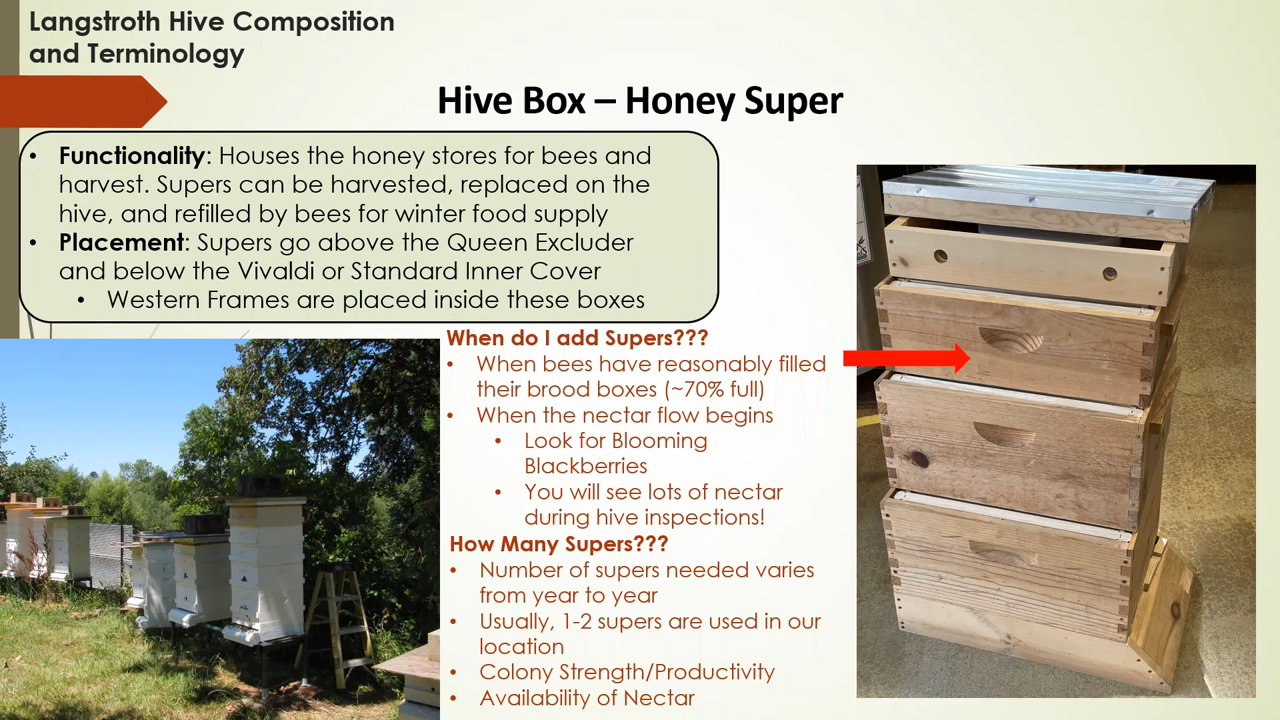 Langstroth Hive Composition
and Terminology
Hive Box – Honey Super
• Functionality: Houses the honey stores for bees and
harvest. Supers can be harvested, replaced on the
hive, and refilled by bees for winter food supply
• Placement: Supers go above the Queen Excluder
and below the Vivaldi or Standard Inner Cover
• Western Frames are placed inside these boxes
When do I add Supers???
• When bees have reasonably filled
their brood boxes (~70% full)
• When the nectar flow begins
• Look for Blooming
Blackberries
• You will see lots of nectar
during hive inspections!
How Many Supers???
• Number of supers needed varies
from year to year
• Usually, 1-2 supers are used in our
location
• Colony Strength/Productivity
• Availability of Nectar